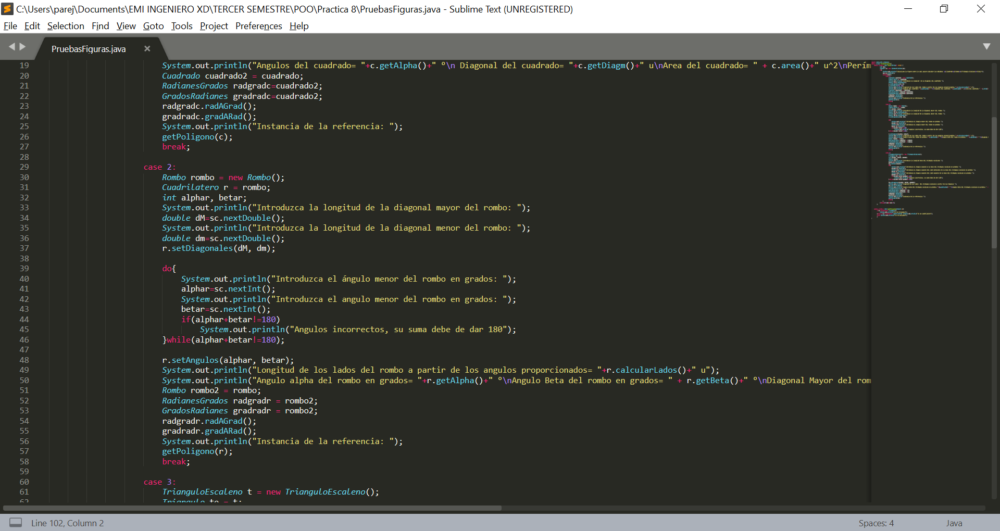 C:\Users\parej\Documents\EMI INGENIERO XD\TERCER SEMESTRE\POO\Practica 8\PruebasFiguras.java - Sublime Text (UNREGISTERED)
File Edit Selection Find View Goto Tools Project Preferences Help
PruebasFiguras.java
19 System.out.println("Angulos del cuadrado= "+c.getAlpha()+" º\n Diagonal del cuadrado= "+c.getDiagm()+" u\nArea del cuadrado= " + c.area()+" u^2\nPerím
20 Cuadrado cuadrado2 = cuadrado;
21 RadianesGrados radgradc=cuadrado2;
22 GradosRadianes gradradc=cuadrado2;
23 radgradc.radAGrad();
24 gradradc.gradARad();
25 System.out.println("Instancia de la referencia: ");
26 getPoligono(c);
27 break;
28
29 case 2:
30 Rombo rombo = new Rombo();
31 Cuadrilatero r = rombo;
32 int alphar, betar;
33 System.out.println("Introduzca la longitud de la diagonal mayor del rombo: ");
34 double dM=sc.nextDouble();
35 System.out.println("Introduzca la longitud de la diagonal menor del rombo: ");
36 double dm=sc.nextDouble();
37 r.setDiagonales(dM, dm);
38
39 do{
40 System.out.println("Introduzca el ángulo menor del rombo en grados: ");
41 alphar=sc.nextInt();
42 System.out.println("Introduzca el angulo menor del rombo en grados: ");
43 betar=sc.nextInt();
44 if(alphar+betar!=180)
45 System.out.println("Angulos incorrectos, su suma debe de dar 180");
46 }while(alphar+betar!=180);
47
48 r.setAngulos(alphar, betar);
49 System.out.println("Longitud de los lados del rombo a partir de los angulos proporcionados= "+r.calcularLados()+" u");
50 System.out.println("Angulo alpha del rombo en grados= "+r.getAlpha()+" º\nAngulo Beta del rombo en grados= " + r.getBeta()+" º\nDiagonal Mayor del rom
51 Rombo rombo2 = rombo;
52 RadianesGrados radgradr = rombo2;
53 GradosRadianes gradradr = rombo2;
54 radgradr.radAGrad();
55 gradradr.gradARad();
56 System.out.println("Instancia de la referencia: ");
57 getPoligono(r);
58 break;
59
60 case 3:
61 TrianguloEscaleno t = new TrianguloEscaleno();
62 Triangulo te = t;
Line 102, Column 2 Spaces: 4 Java